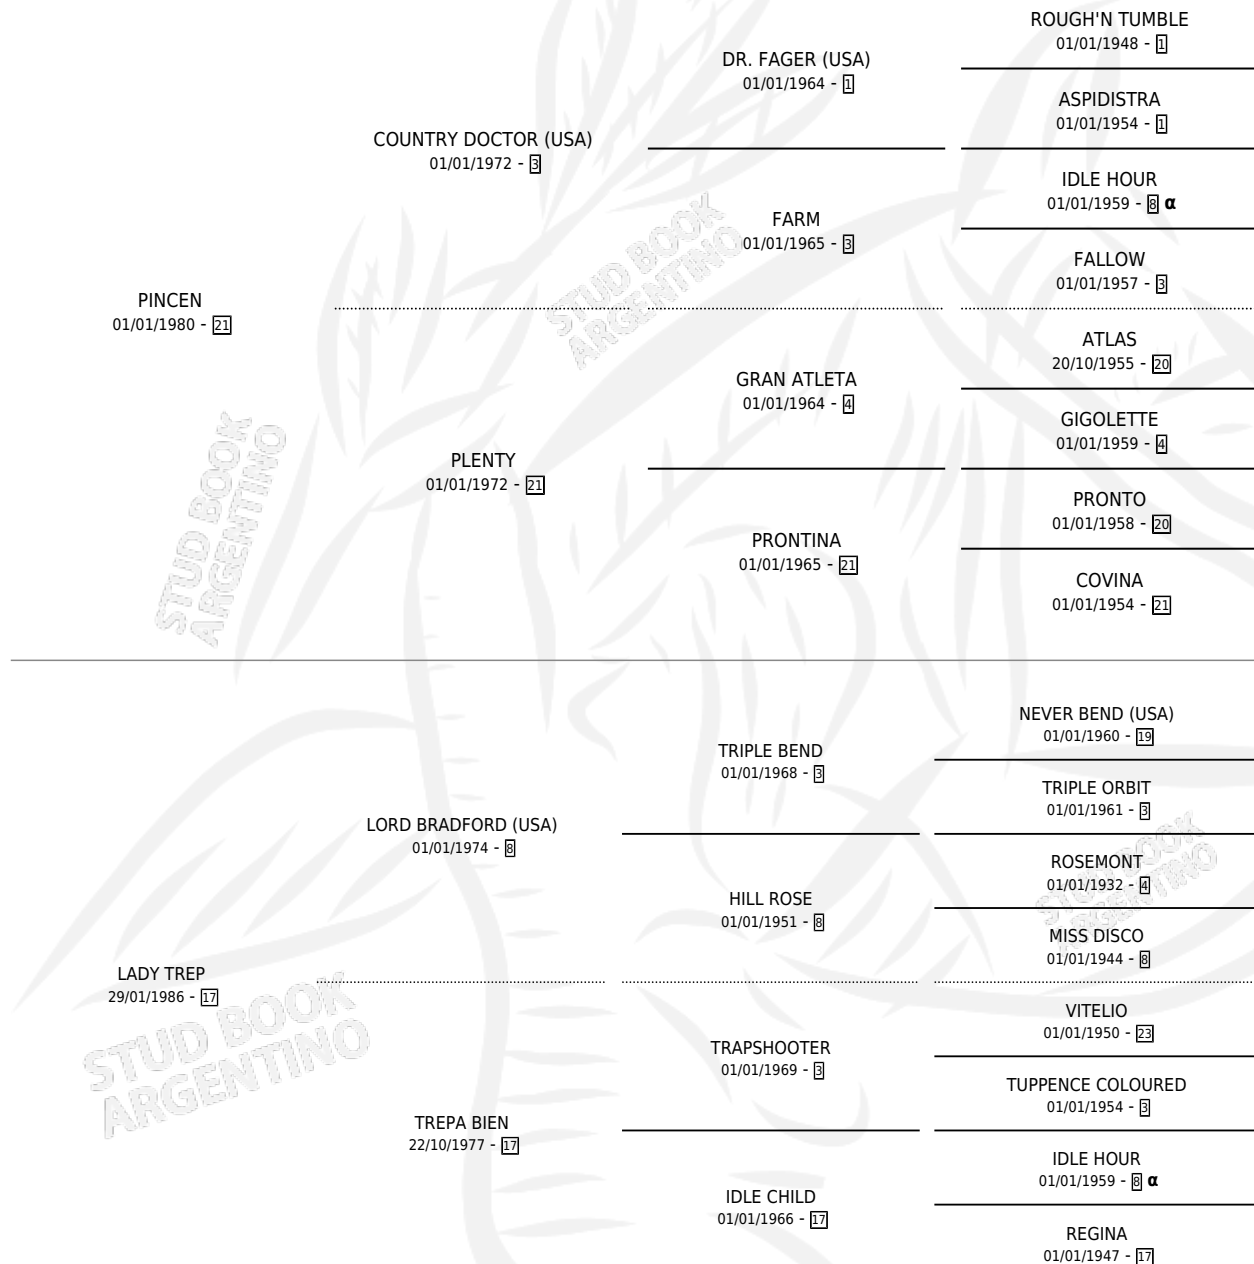 ROUGH'N TUMBLE
01/01/1948 - 1
DR. FAGER (USA)
01/01/1964 - 1
ASPIDISTRA
01/01/1954 - 1
COUNTRY DOCTOR (USA)
01/01/1972 - 3
IDLE HOUR
01/01/1959 - 8 α
FARM
01/01/1965 - 3
FALLOW
01/01/1957 - 3
PINCEN
01/01/1980 - 21
ATLAS
20/10/1955 - 20
GRAN ATLETA
01/01/1964 - 4
GIGOLETTE
01/01/1959 - 4
PLENTY
01/01/1972 - 21
PRONTO
01/01/1958 - 20
PRONTINA
01/01/1965 - 21
COVINA
01/01/1954 - 21
NEVER BEND (USA)
01/01/1960 - 19
TRIPLE BEND
01/01/1968 - 3
TRIPLE ORBIT
01/01/1961 - 3
LORD BRADFORD (USA)
01/01/1974 - 8
ROSEMONT
01/01/1932 - 4
HILL ROSE
01/01/1951 - 8
MISS DISCO
01/01/1944 - 8
LADY TREP
29/01/1986 - 17
VITELIO
01/01/1950 - 23
TRAPSHOOTER
01/01/1969 - 3
TUPPENCE COLOURED
01/01/1954 - 3
TREPA BIEN
22/10/1977 - 17
IDLE HOUR
01/01/1959 - 8 α
IDLE CHILD
01/01/1966 - 17
REGINA
01/01/1947 - 17
STUD BOOK
ARGENTINO
STUD BOOK
ARGENTINO
STUD BOOK
ARGENTINO
STUD BOOK
ARGENTINO